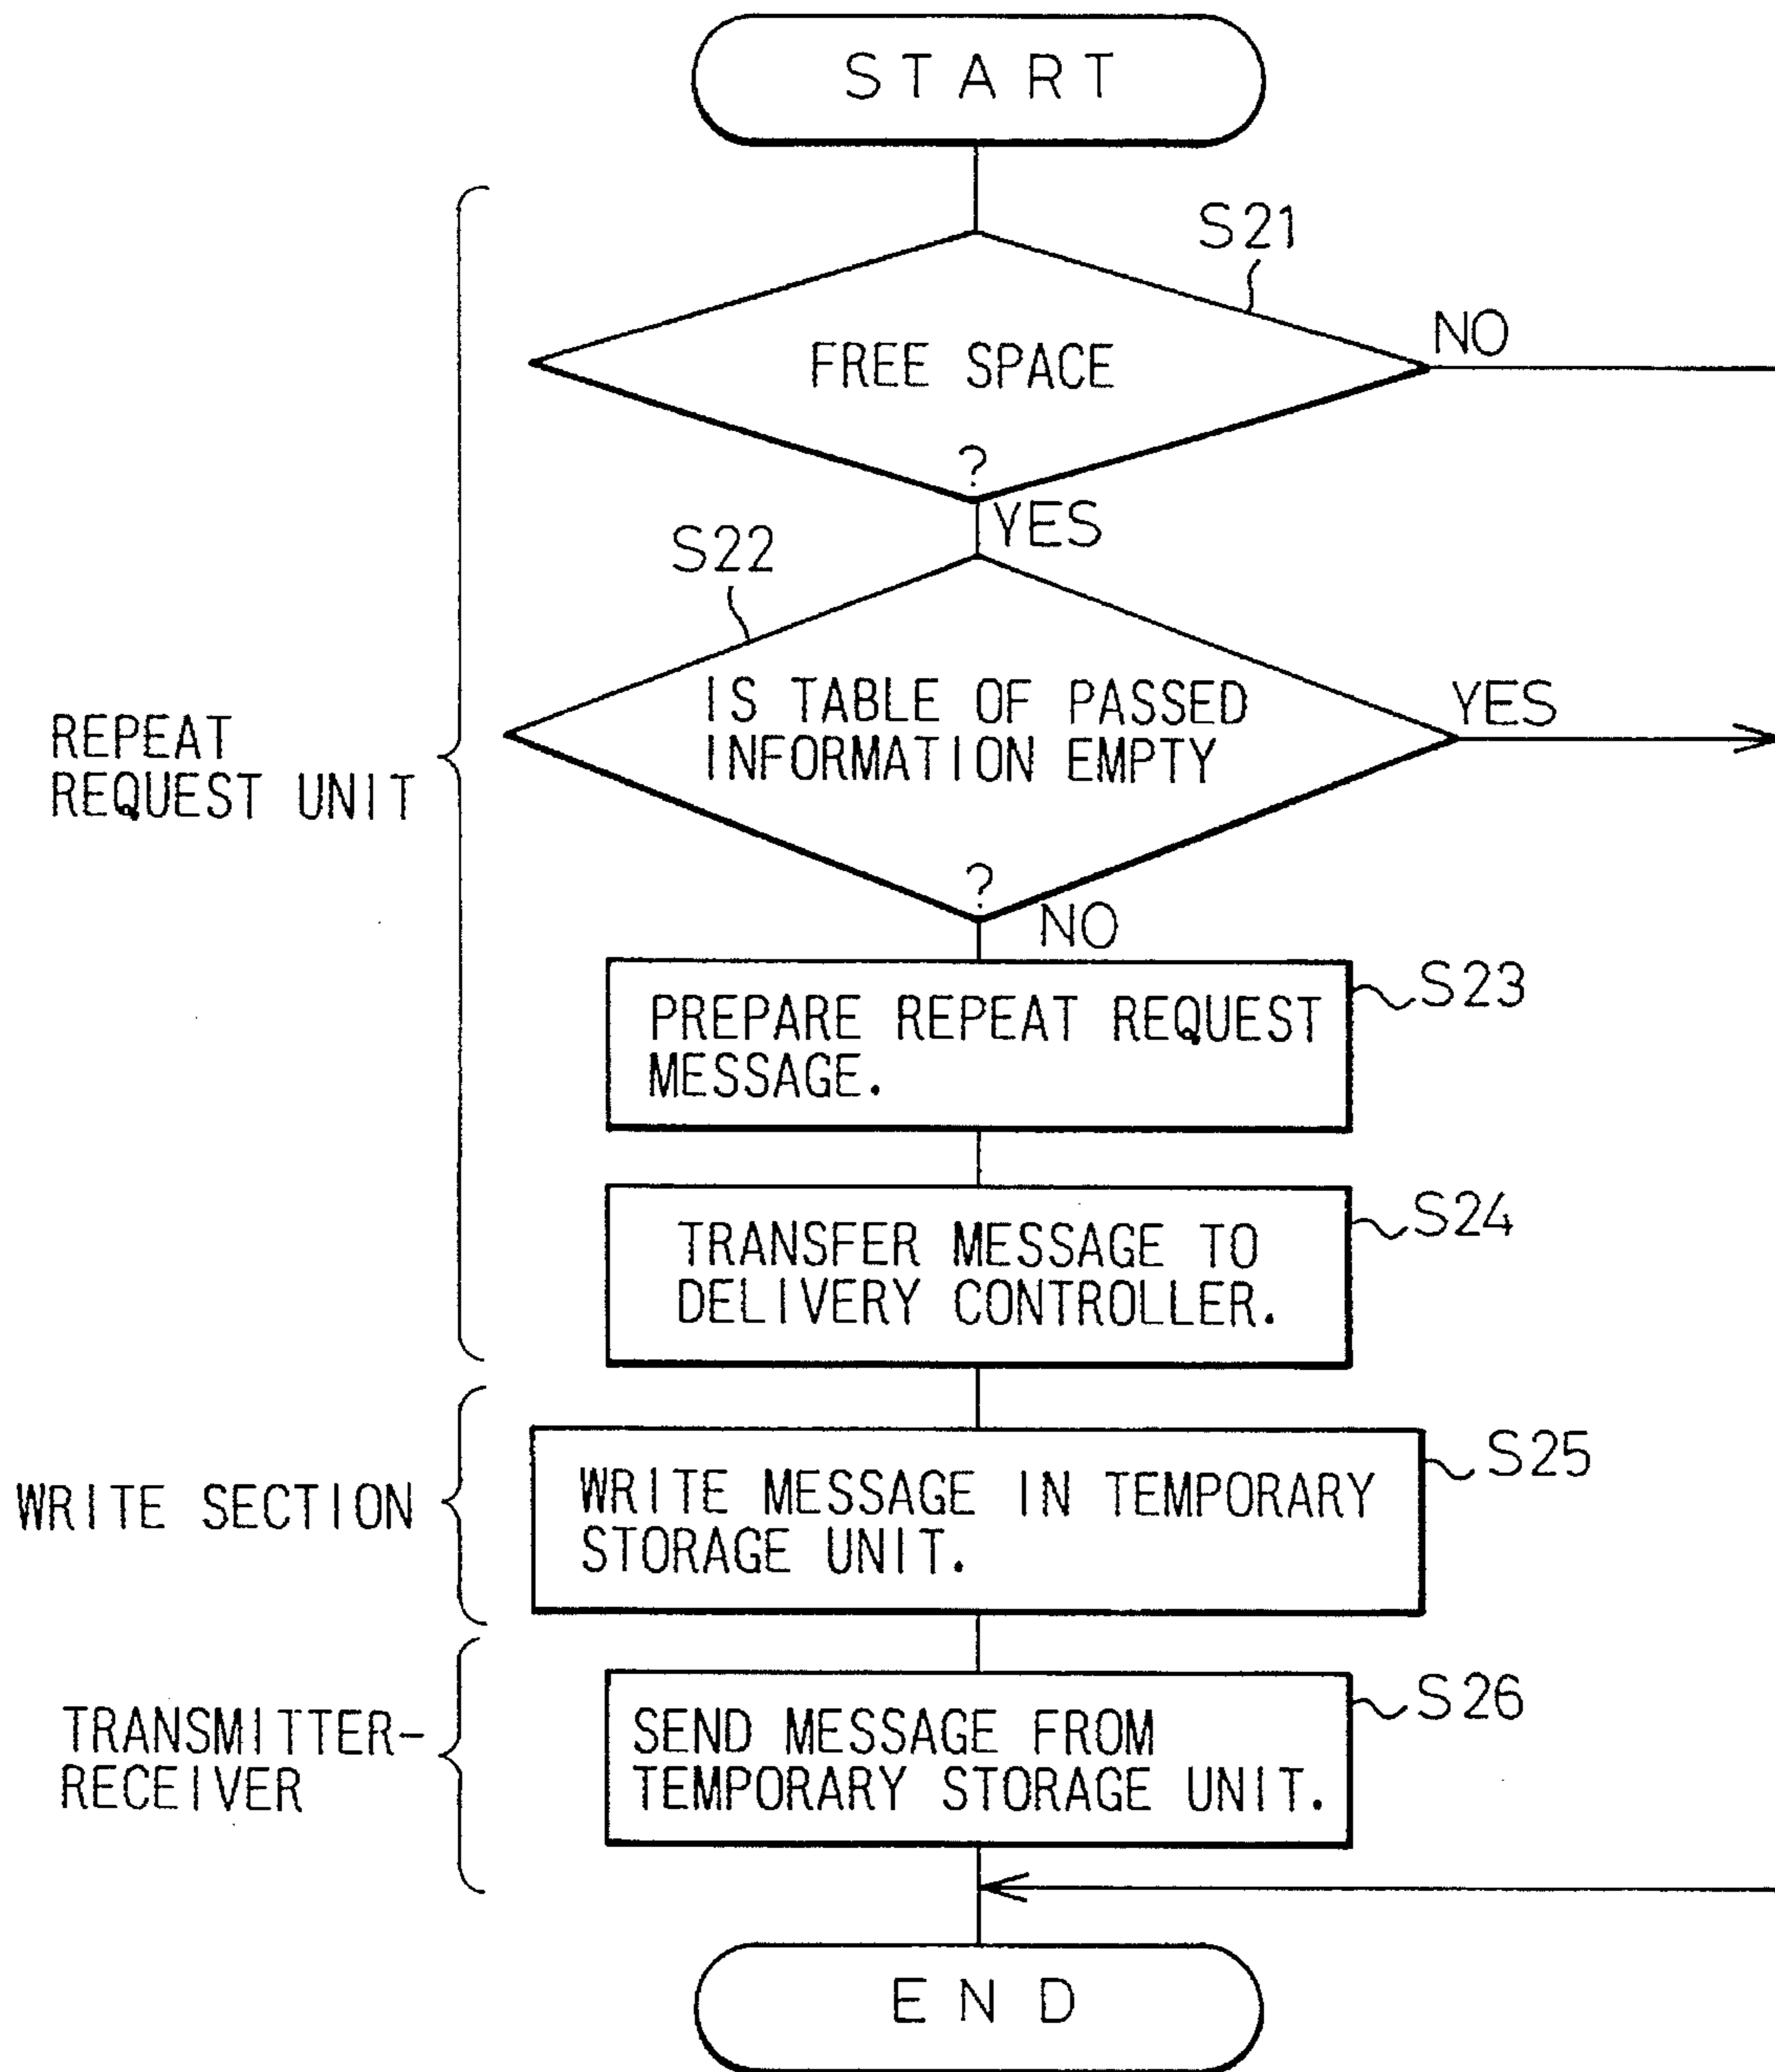 START
S21
FREE SPACE
NO
?
YES
S22
IS TABLE OF PASSED
INFORMATION EMPTY
YES
?
NO
REPEAT
REQUEST UNIT
S23
PREPARE REPEAT REQUEST
MESSAGE.
S24
TRANSFER MESSAGE TO
DELIVERY CONTROLLER.
WRITE SECTION
S25
WRITE MESSAGE IN TEMPORARY
STORAGE UNIT.
TRANSMITTER-
RECEIVER
S26
SEND MESSAGE FROM
TEMPORARY STORAGE UNIT.
END